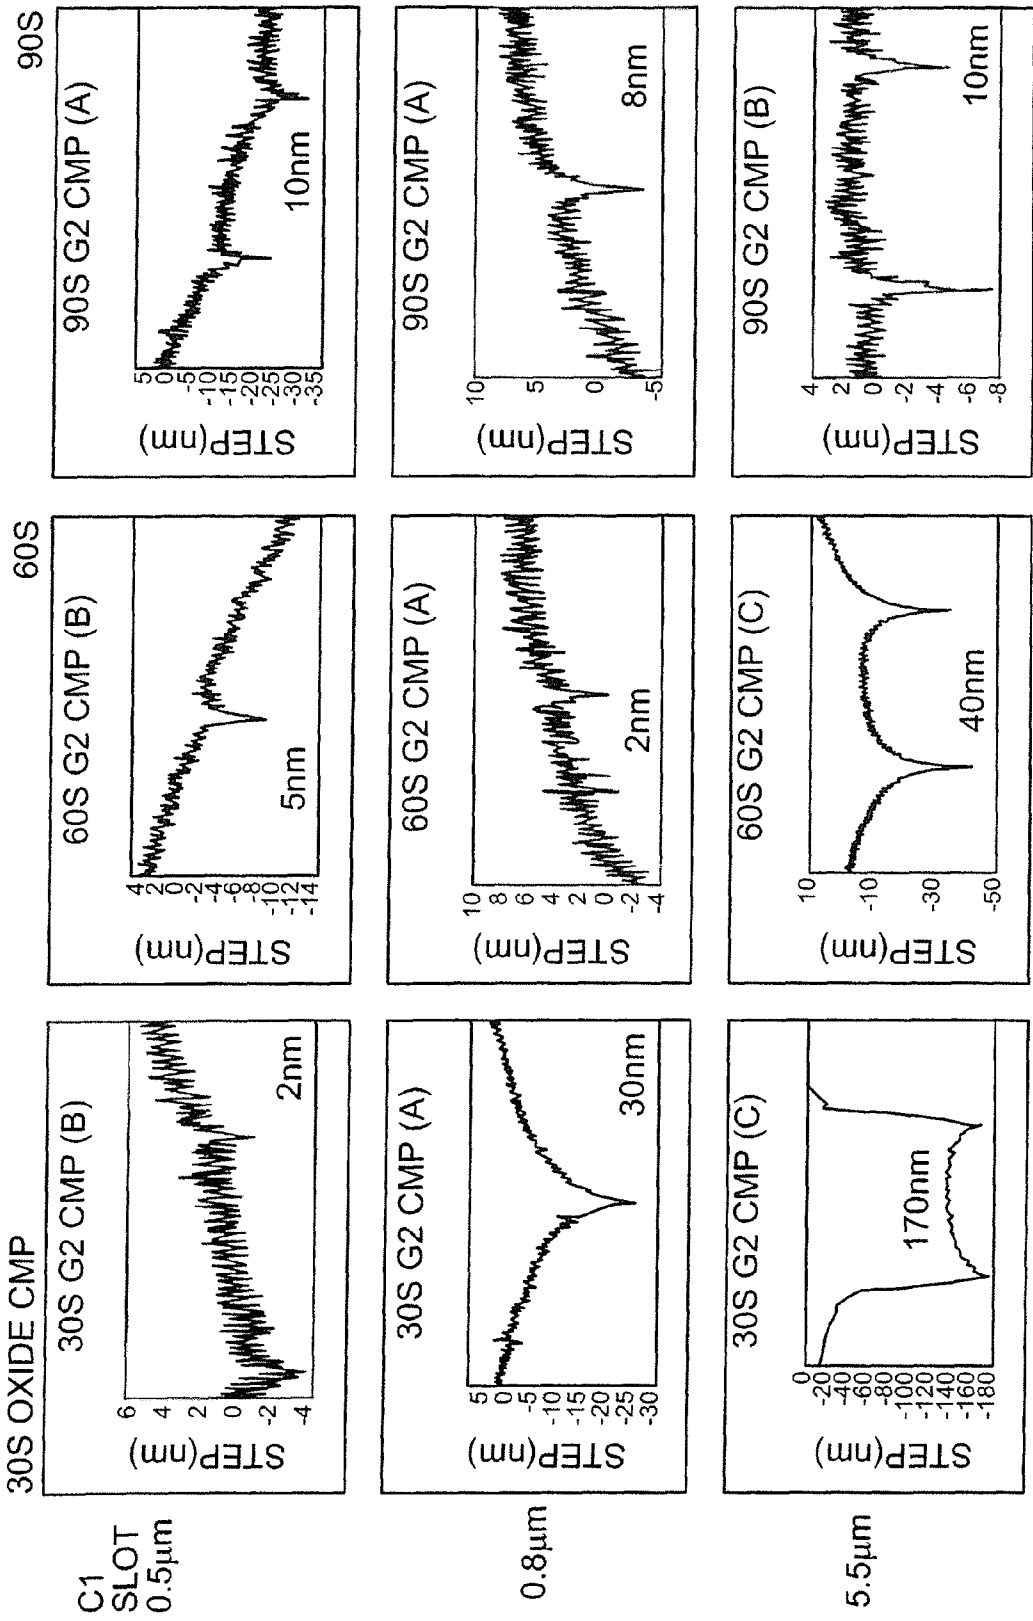 30S OXIDE CMP
60S
90S
C1
SLOT
0.5µm
30S G2 CMP (B)
STEP(nm)
6
4
2
0
-2
-4
2nm
60S G2 CMP (B)
STEP(nm)
4
2
0
-2
-4
-6
-8
-10
-12
-14
5nm
90S G2 CMP (A)
STEP(nm)
5
0
-5
-10
-15
-20
-25
-30
-35
10nm
0.8µm
30S G2 CMP (A)
STEP(nm)
5
0
-5
-10
-15
-20
-25
-30
30nm
60S G2 CMP (A)
STEP(nm)
10
8
6
4
2
0
-2
-4
2nm
90S G2 CMP (A)
STEP(nm)
10
5
0
-5
8nm
5.5µm
30S G2 CMP (C)
STEP(nm)
0
-20
-40
-60
-80
-100
-120
-140
-160
-180
170nm
60S G2 CMP (C)
STEP(nm)
10
-10
-30
-50
40nm
90S G2 CMP (B)
STEP(nm)
4
2
0
-2
-4
-6
-8
10nm